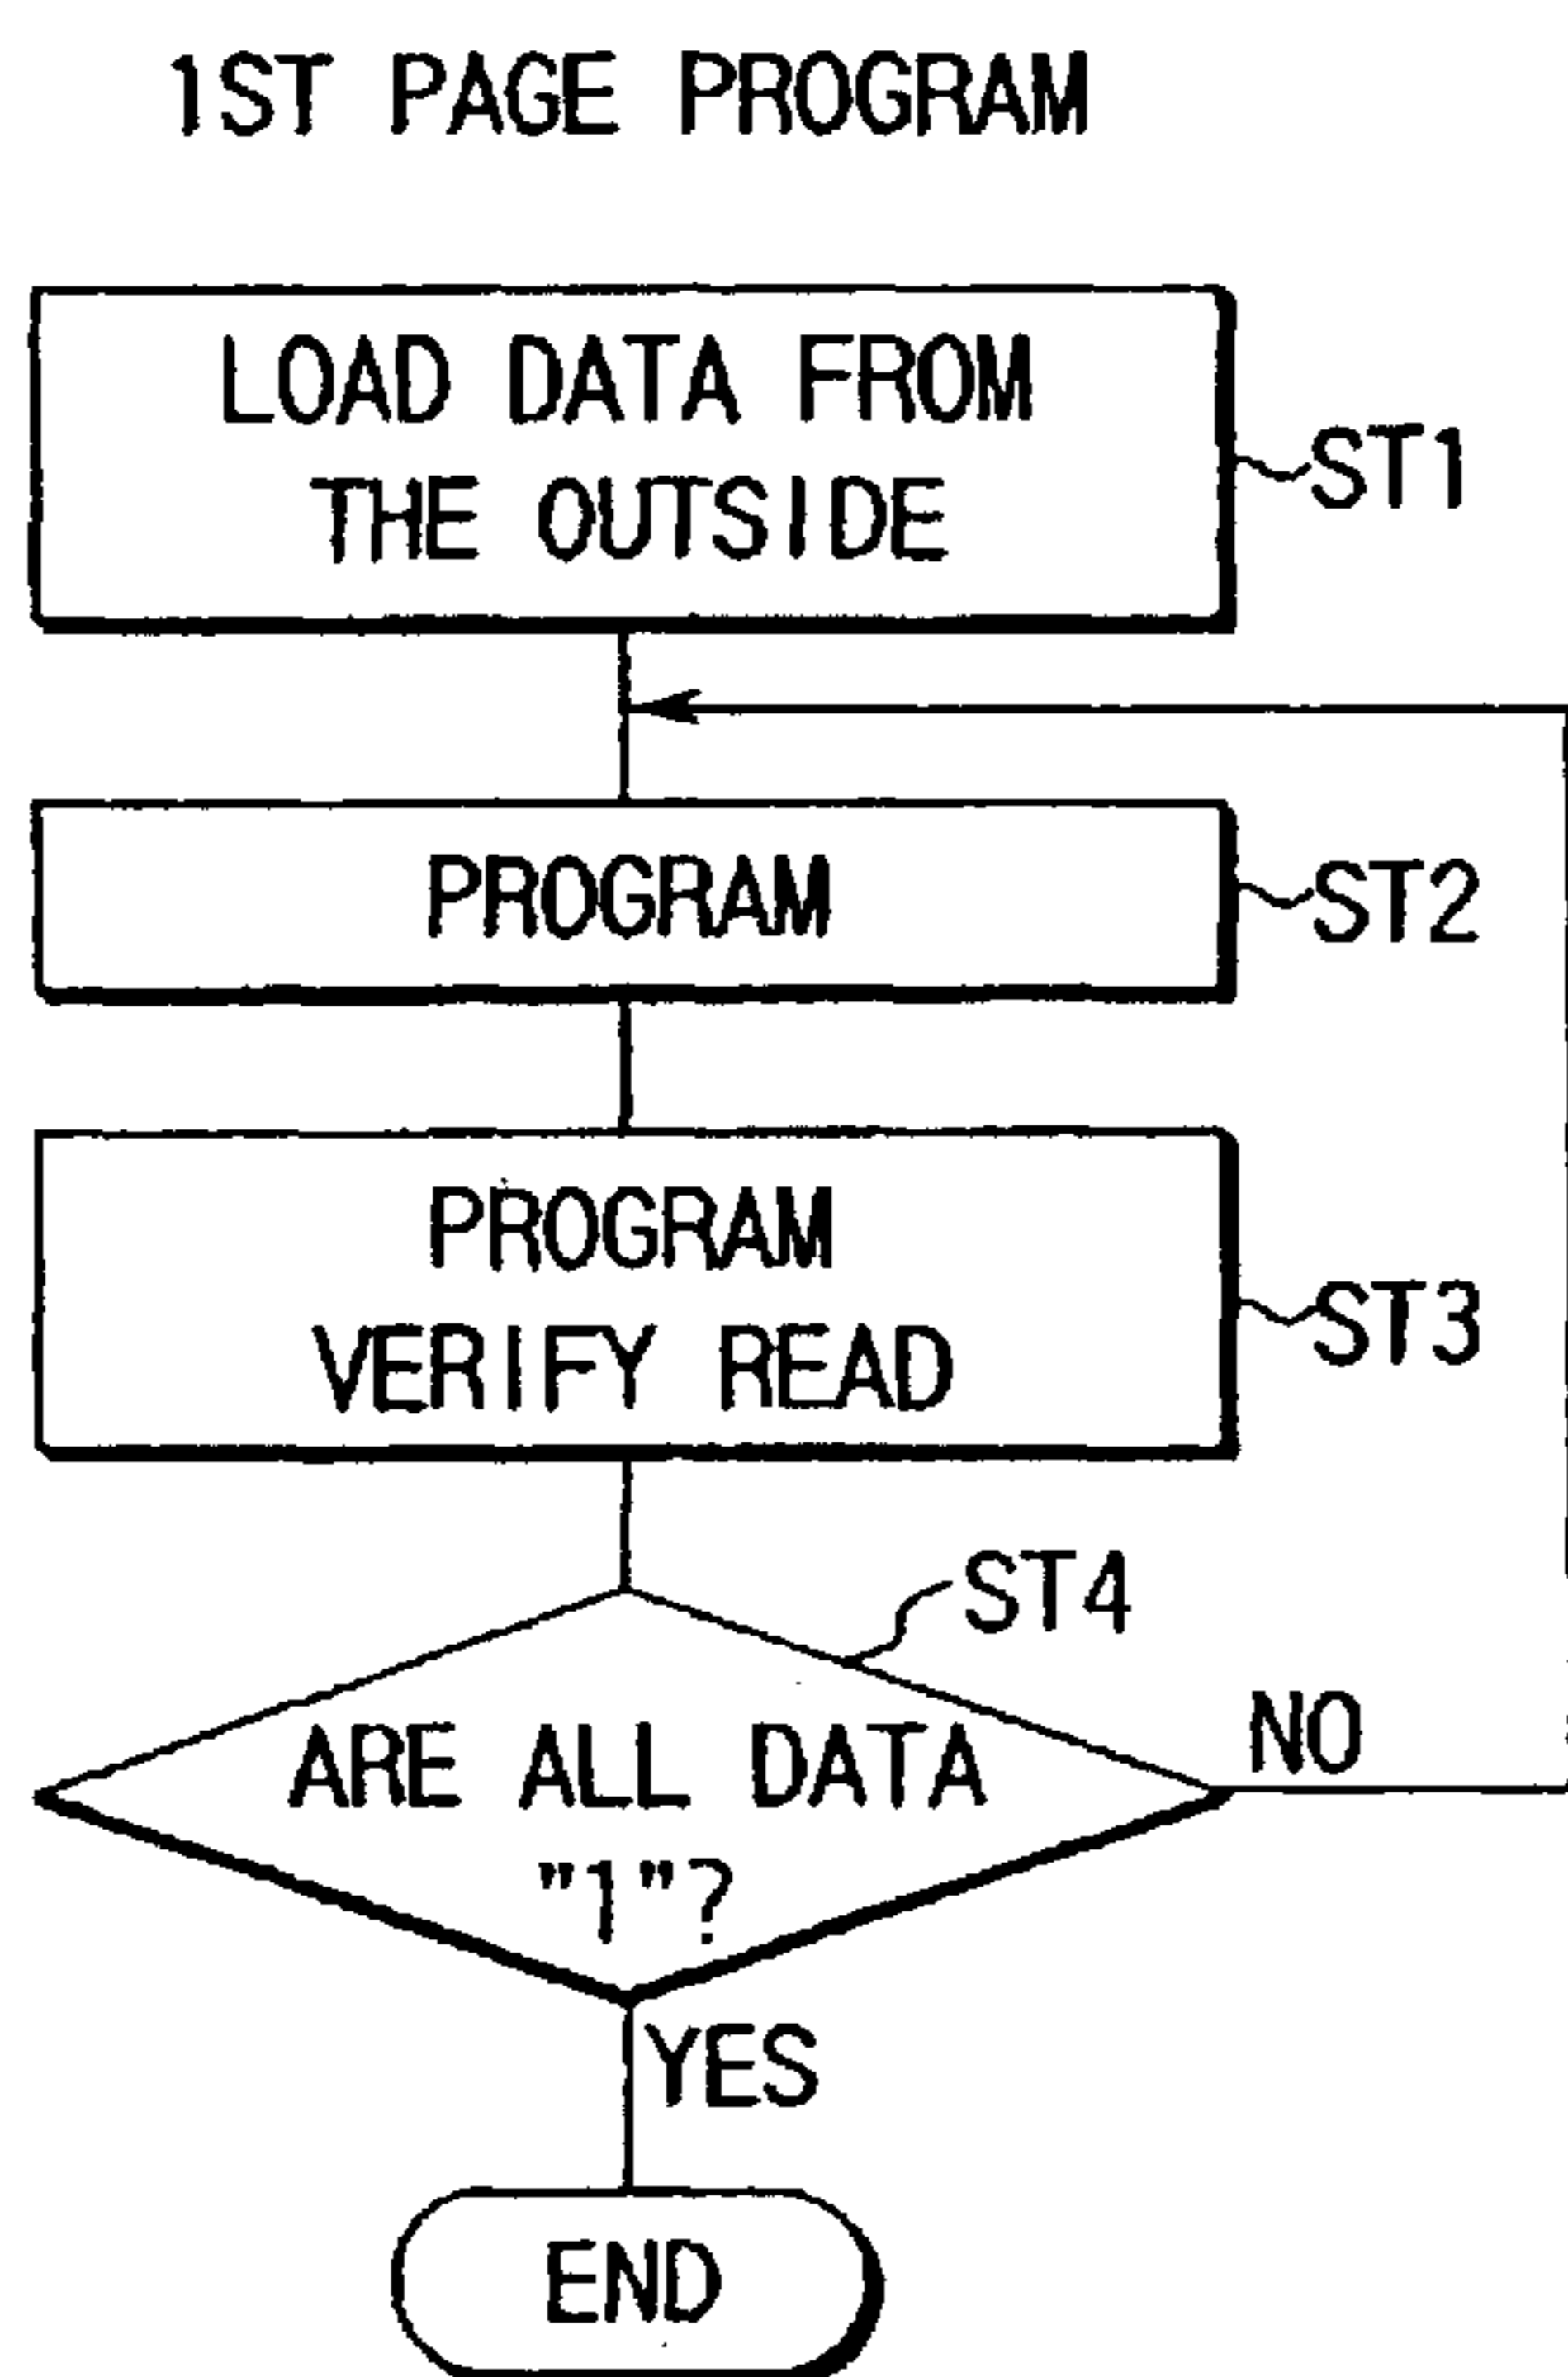 1ST PAGE PROGRAM
LOAD DATA FROM
THE OUTSIDE
ST1
PROGRAM
ST2
PROGRAM
VERIFY READ
ST3
ST4
ARE ALL DATA
"1"?
NO
YES
END